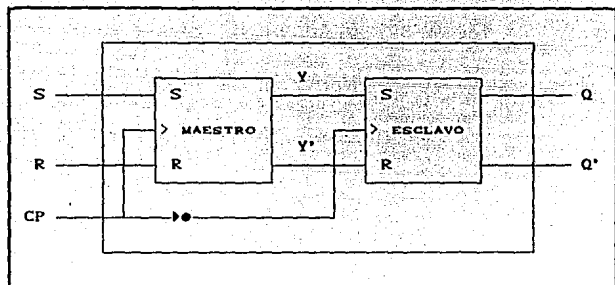 Y
S S S Q
> MAESTRO > ESCLAVO
Y'
R R R Q'
CP